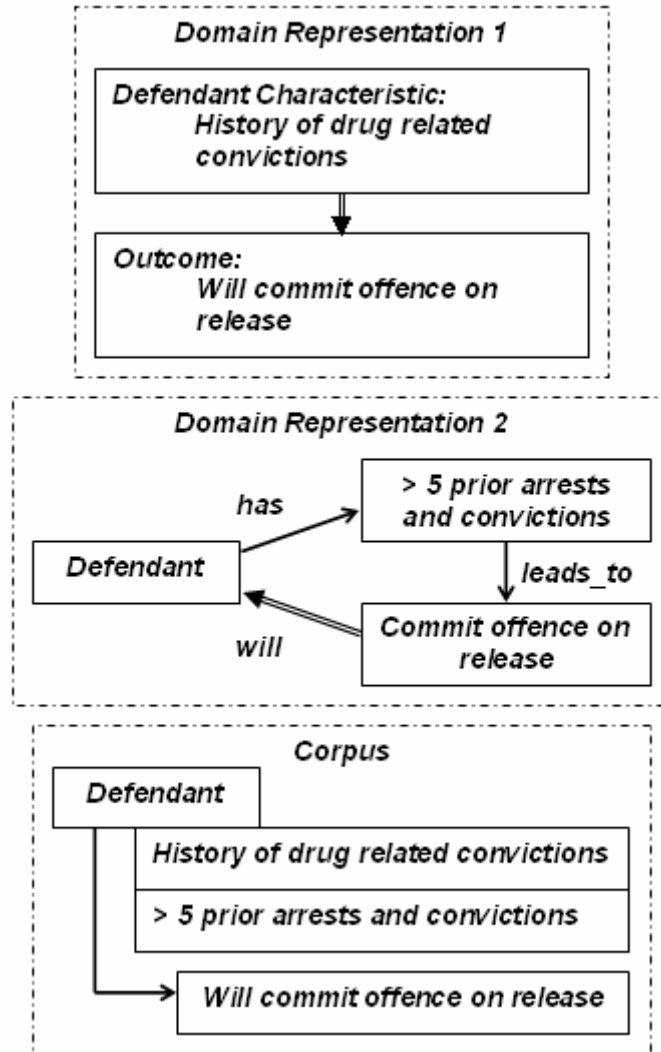 Domain Representation 1
Defendant Characteristic:
History of drug related
convictions
Outcome:
Will commit offence on
release
Domain Representation 2
has
> 5 prior arrests
and convictions
Defendant
leads_to
will
Commit offence on
release
Corpus
Defendant
History of drug related convictions
> 5 prior arrests and convictions
Will commit offence on release